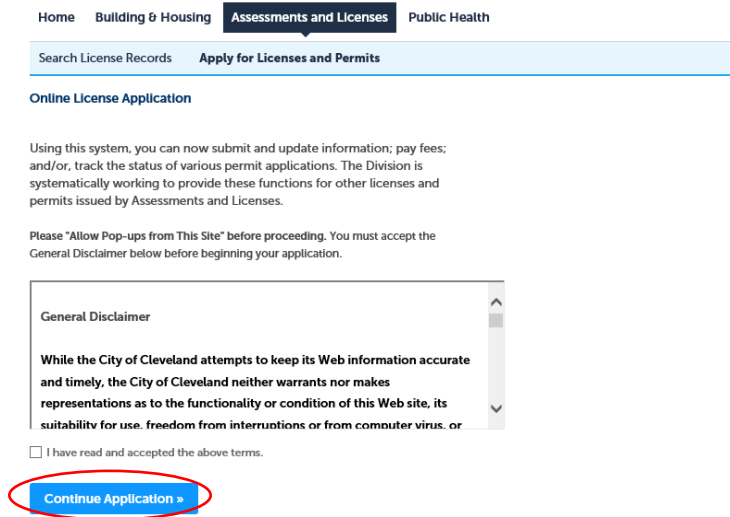 Home Building & Housing Assessments and Licenses Public Health
Search License Records Apply for Licenses and Permits
Online License Application
Using this system, you can now submit and update information; pay fees;
and/or, track the status of various permit applications. The Division is
systematically working to provide these functions for other licenses and
permits issued by Assessments and Licenses.
Please "Allow Pop-ups from This Site" before proceeding. You must accept the
General Disclaimer below before beginning your application.
General Disclaimer
While the City of Cleveland attempts to keep its Web information accurate
and timely, the City of Cleveland neither warrants nor makes
representations as to the functionality or condition of this Web site, its
suitability for use, freedom from interruptions or from computer virus, or
I have read and accepted the above terms.
Continue Application »